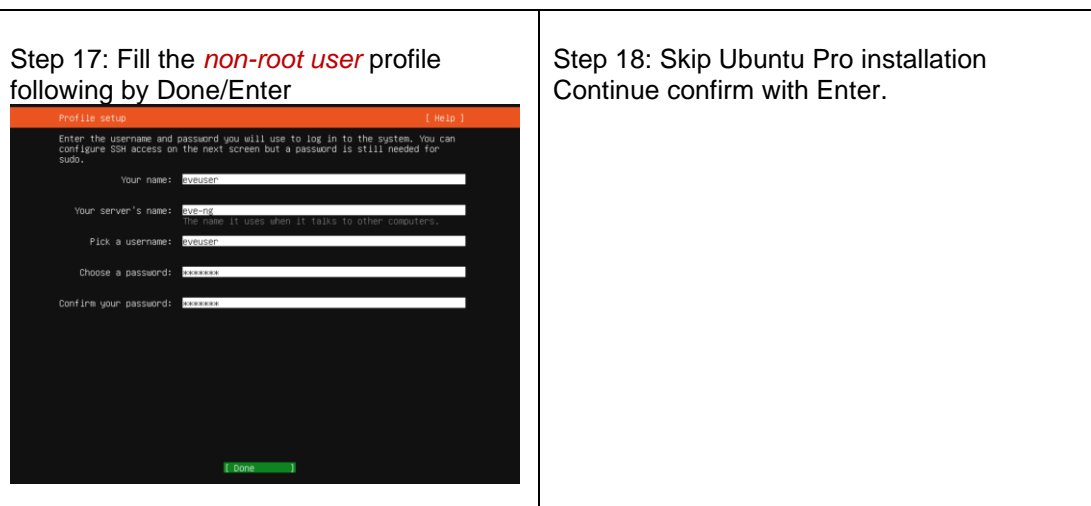 Step 17: Fill the non-root user profile
following by Done/Enter
Profile setup [ Help ]
Enter the username and password you will use to log in to the system. You can
configure SSH access on the next screen but a password is still needed for
sudo.
Your name: eveuser
Your server's name: eve-ng
The name it uses when it talks to other computers.
Pick a username: eveuser
Choose a password: *******
Confirm your password: *******
[ Done ]
Step 18: Skip Ubuntu Pro installation
Continue confirm with Enter.